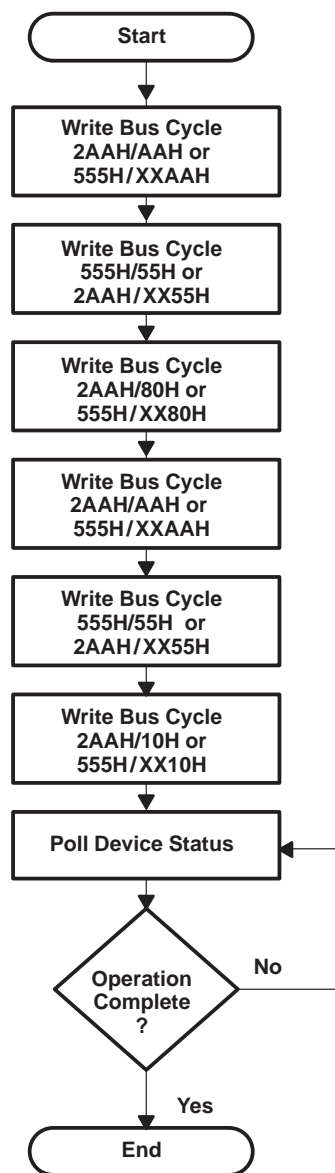 Start
Write Bus Cycle
2AAH/AAH or
555H/XXAAH
Write Bus Cycle
555H/55H or
2AAH/XX55H
Write Bus Cycle
2AAH/80H or
555H/XX80H
Write Bus Cycle
2AAH/AAH or
555H/XXAAH
Write Bus Cycle
555H/55H or
2AAH/XX55H
Write Bus Cycle
2AAH/10H or
555H/XX10H
Poll Device Status
Operation
Complete
?
No
Yes
End